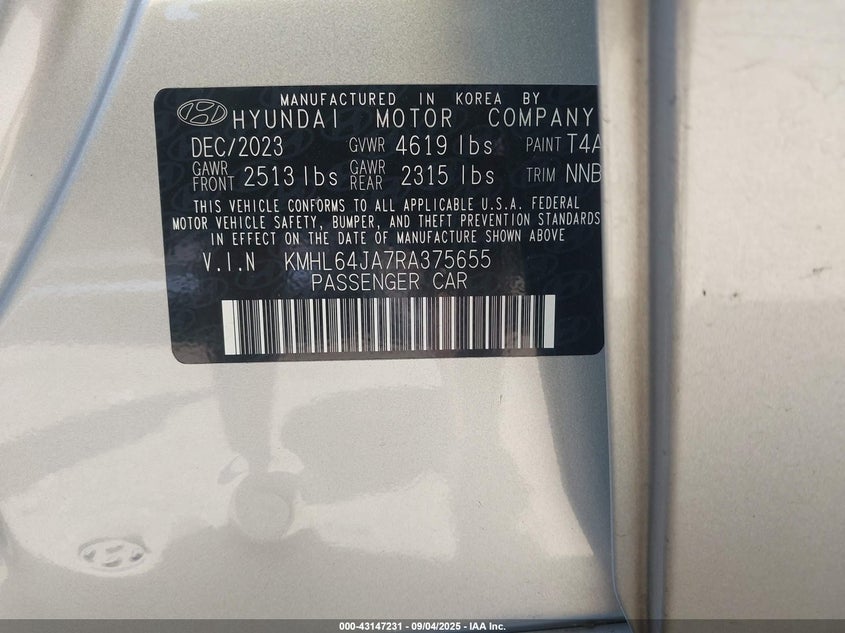 MANUFACTURED IN KOREA BY
HYUNDAI MOTOR COMPANY
DEC/2023 GVWR 4619 lbs PAINT T4A
GAWR FRONT 2513 lbs GAWR REAR 2315 lbs TRIM NNB
THIS VEHICLE CONFORMS TO ALL APPLICABLE U.S.A. FEDERAL
MOTOR VEHICLE SAFETY, BUMPER, AND THEFT PREVENTION STANDARDS
IN EFFECT ON THE DATE OF MANUFACTURE SHOWN ABOVE
V.I.N KMHL64JA7RA375655
PASSENGER CAR
000-43147231 - 09/04/2025 - IAA Inc.